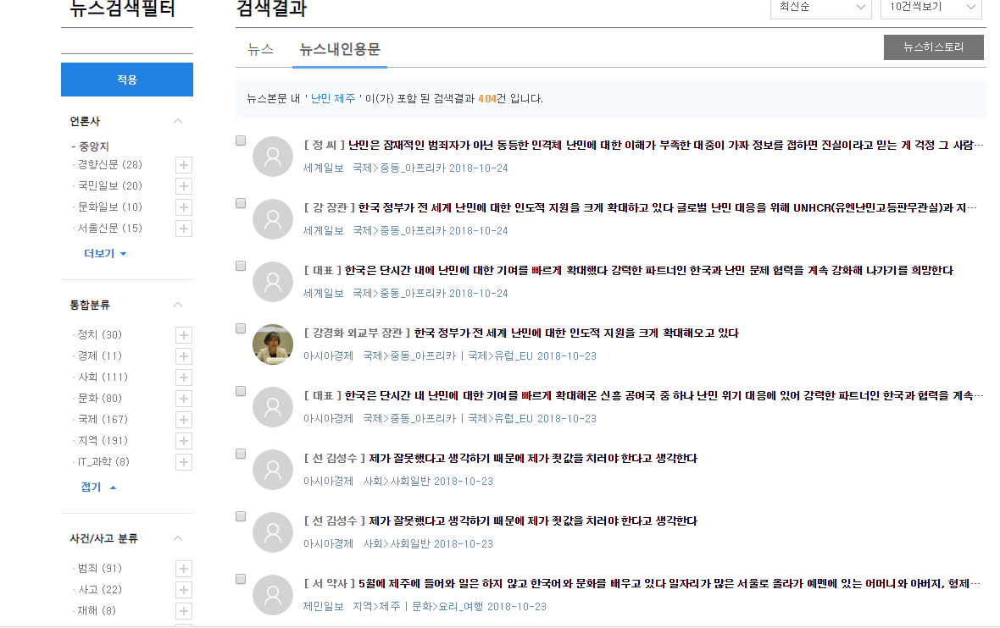 뉴스검색필터
적용
언론사
- 중앙지
· 경향신문 (28)
· 국민일보 (20)
· 문화일보 (10)
· 서울신문 (15)
더보기
통합분류
· 정치 (30)
· 경제 (11)
· 사회 (111)
· 문화 (80)
· 국제 (167)
· 지역 (191)
· IT_과학 (8)
접기
사건/사고 분류
· 범죄 (91)
· 사고 (22)
· 재해 (8)
검색결과
최신순
10건씩보기
뉴스
뉴스내인용문
뉴스히스토리
뉴스본문 내 ' 난민 제주 ' 이(가) 포함 된 검색결과 404건 입니다.
[ 정 씨 ] 난민은 잠재적인 범죄자가 아닌 동등한 인격체 난민에 대한 이해가 부족한 대중이 가짜 정보를 접하면 진실이라고 믿는 게 걱정 그 사람…
세계일보 국제>중동_아프리카 2018-10-24
[ 강 장관 ] 한국 정부가 전 세계 난민에 대한 인도적 지원을 크게 확대하고 있다 글로벌 난민 대응을 위해 UNHCR(유엔난민고등판무관실)과 지…
세계일보 국제>중동_아프리카 2018-10-24
[ 대표 ] 한국은 단시간 내에 난민에 대한 기여를 빠르게 확대했다 강력한 파트너인 한국과 난민 문제 협력을 계속 강화해 나가기를 희망한다
세계일보 국제>중동_아프리카 2018-10-24
[ 강경화 외교부 장관 ] 한국 정부가 전 세계 난민에 대한 인도적 지원을 크게 확대해오고 있다
아시아경제 국제>중동_아프리카 | 국제>유럽_EU 2018-10-23
[ 대표 ] 한국은 단시간 내 난민에 대한 기여를 빠르게 확대해온 신흥 공여국 중 하나 난민 위기 대응에 있어 강력한 파트너인 한국과 협력을 계속…
아시아경제 국제>중동_아프리카 | 국제>유럽_EU 2018-10-23
[ 선 김성수 ] 제가 잘못했다고 생각하기 때문에 제가 죗값을 치러야 한다고 생각한다
아시아경제 사회>사회일반 2018-10-23
[ 선 김성수 ] 제가 잘못했다고 생각하기 때문에 제가 죗값을 치러야 한다고 생각한다
아시아경제 사회>사회일반 2018-10-23
[ 서 약사 ] 5월에 제주에 들어와 일은 하지 않고 한국어와 문화를 배우고 있다 일자리가 많은 서울로 올라가 예멘에 있는 어머니와 아버지, 형제…
제민일보 지역>제주 | 문화>요리_여행 2018-10-23